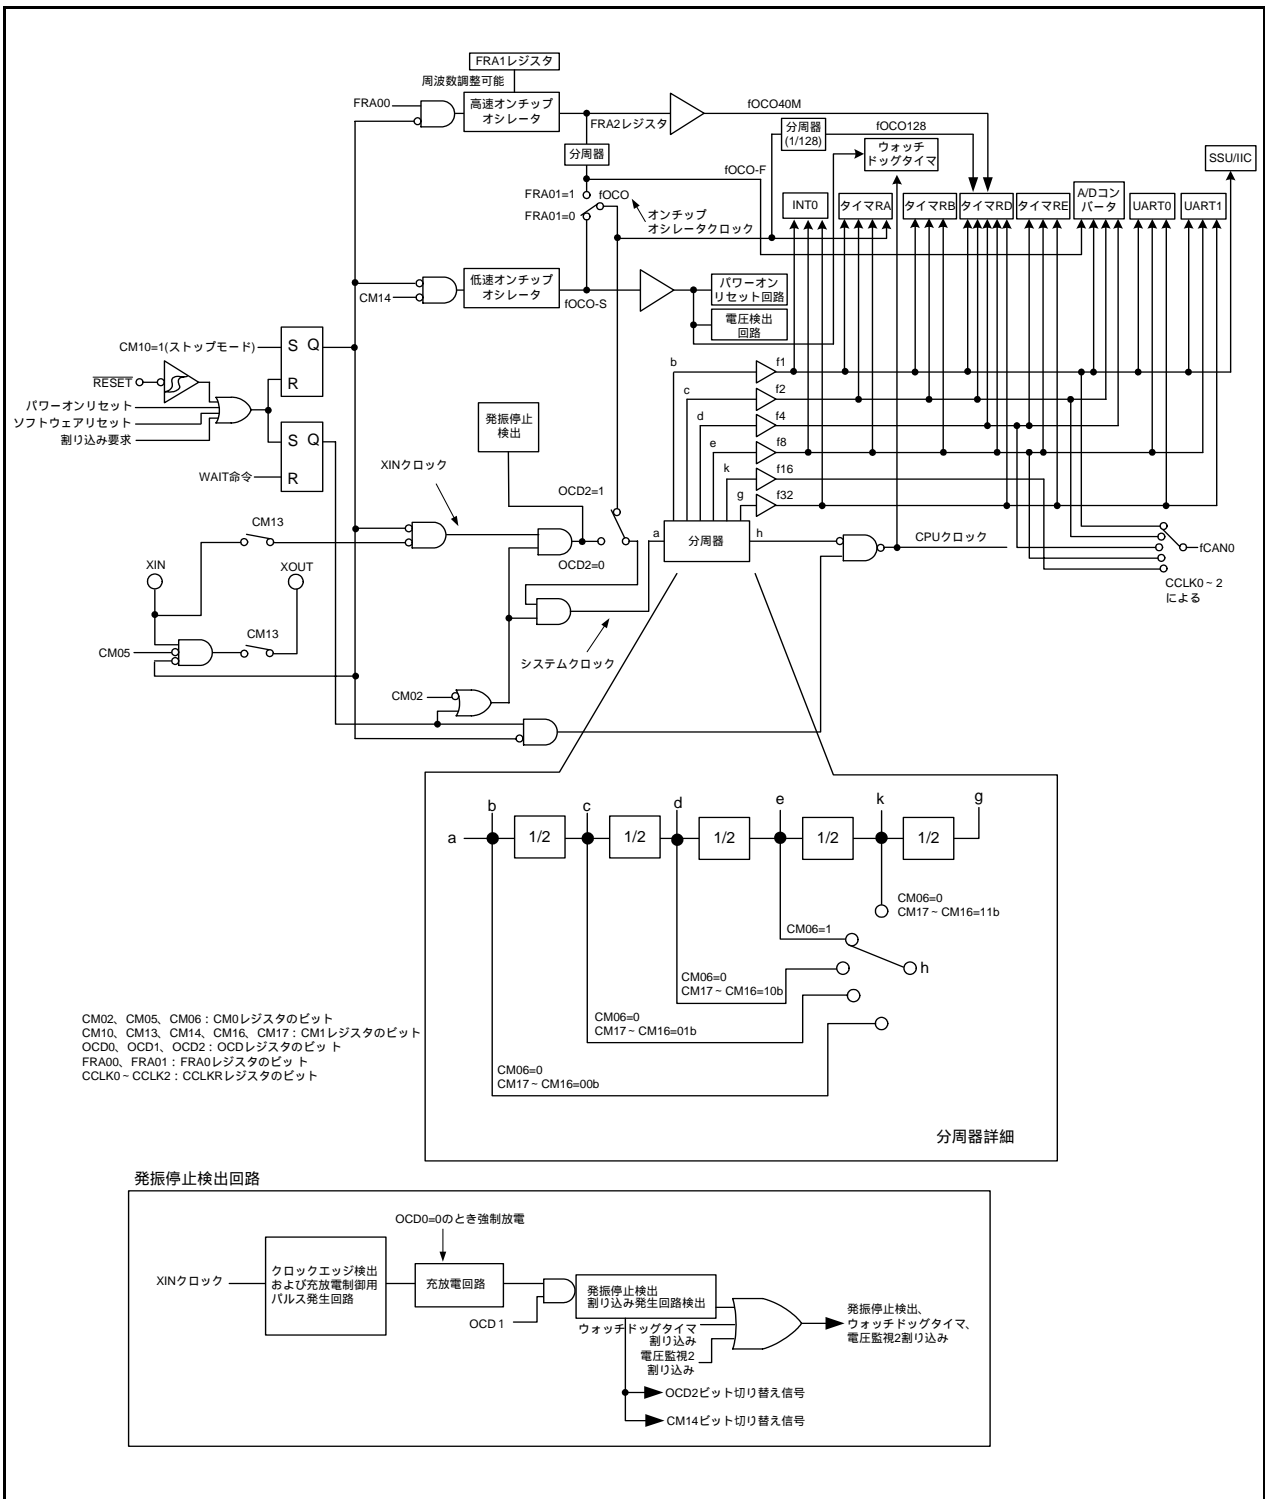 FRA1レジスタ
周波数調整可能
FRA00
高速オンチップ
オシレータ
FRA2レジスタ
fOCO40M
分周器
(1/128)
fOCO128
ウォッチ
ドッグタイマ
SSU/IIC
分周器
fOCO-F
FRA01=1
fOCO
FRA01=0
オンチップ
オシレータクロック
INT0
タイマRA
タイマRB
タイマRD
タイマRE
A/Dコン
バータ
UART0
UART1
CM14
低速オンチップ
オシレータ
fOCO-S
パワーオン
リセット回路
電圧検出
回路
CM10=1(ストップモード)
S Q
R
RESET
パワーオンリセット
ソフトウェアリセット
割り込み要求
S Q
R
WAIT命令
b
f1
c
f2
d
f4
e
f8
k
f16
g
f32
発振停止
検出
XINクロック
OCD2=1
OCD2=0
CM13
a
分周器
h
CPUクロック
fCAN0
CCLK0~2
による
XIN
XOUT
CM13
CM05
システムクロック
CM02
b
c
d
e
k
g
a
1/2
1/2
1/2
1/2
1/2
CM06=0
CM17~CM16=11b
CM06=1
h
CM06=0
CM17~CM16=10b
CM06=0
CM17~CM16=01b
CM06=0
CM17~CM16=00b
分周器詳細
CM02、CM05、CM06:CM0レジスタのビット
CM10、CM13、CM14、CM16、CM17:CM1レジスタのビット
OCD0、OCD1、OCD2:OCDレジスタのビット
FRA00、FRA01:FRA0レジスタのビット
CCLK0~CCLK2:CCLKRレジスタのビット
発振停止検出回路
OCD0=0のとき強制放電
XINクロック
クロックエッジ検出
および充放電制御用
パルス発生回路
充放電回路
OCD1
発振停止検出
割り込み発生回路検出
ウォッチドッグタイマ
割り込み
電圧監視2
割り込み
発振停止検出、
ウォッチドッグタイマ、
電圧監視2割り込み
OCD2ビット切り替え信号
CM14ビット切り替え信号